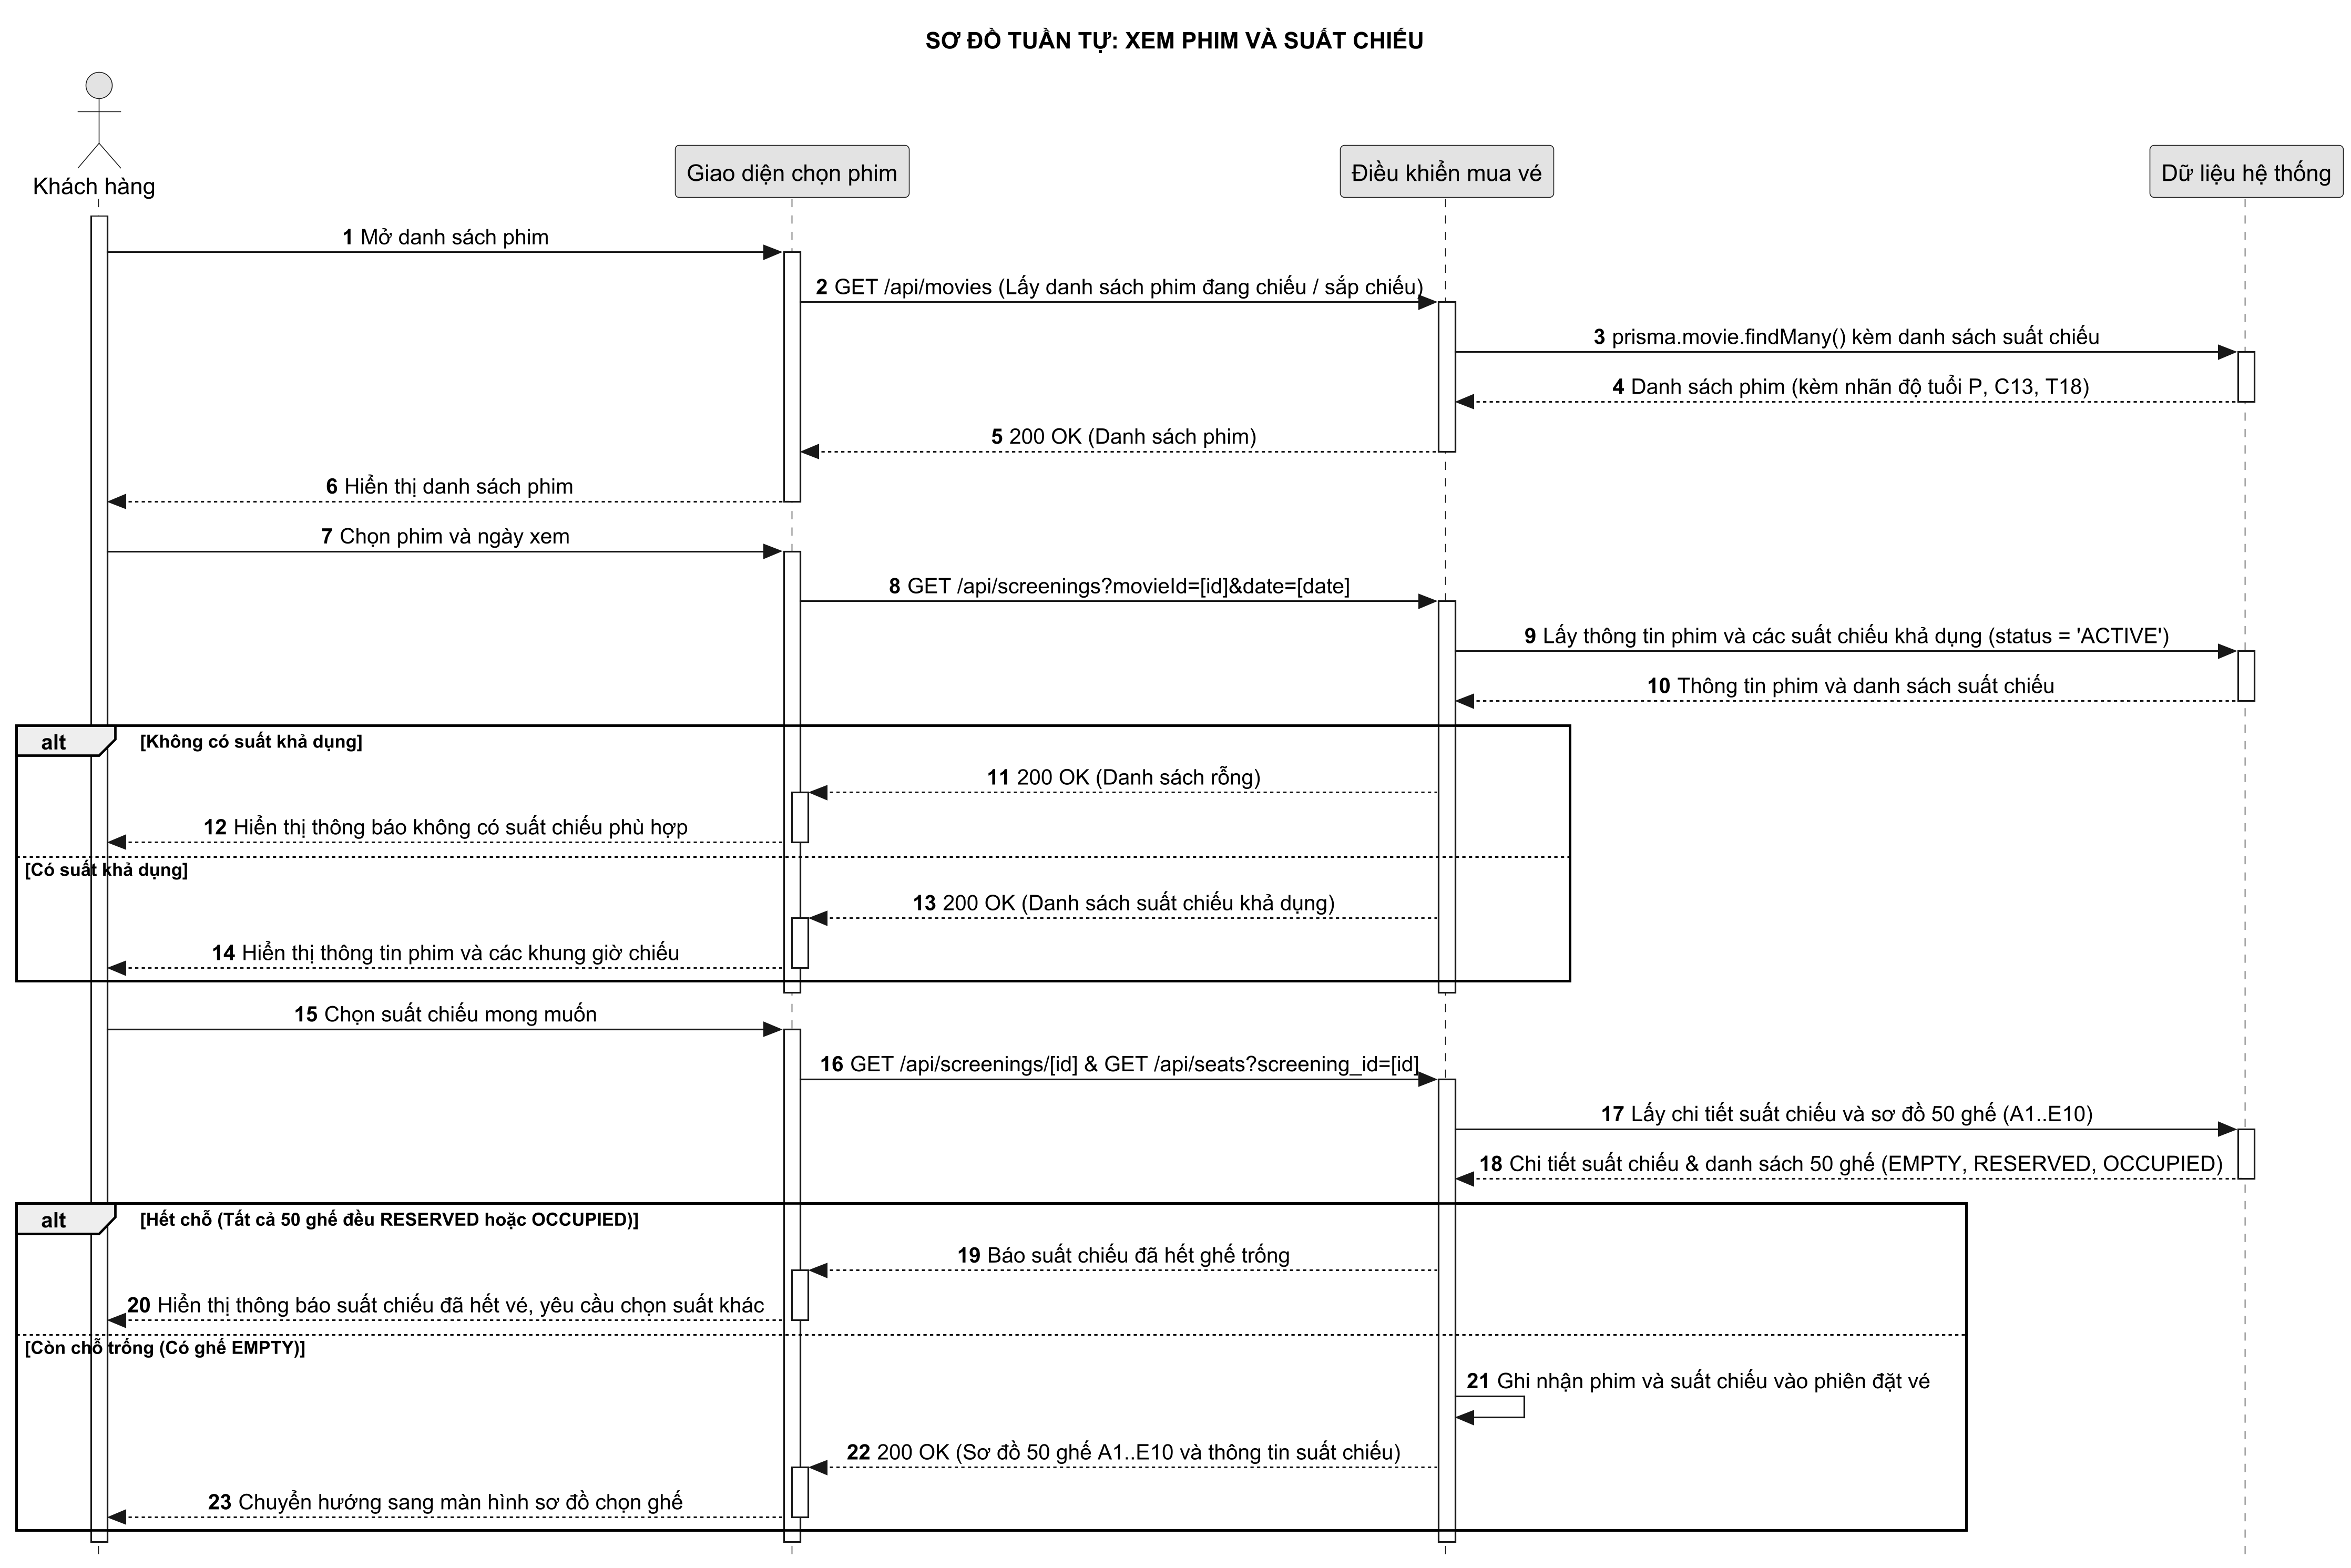 SƠ ĐỒ TUẦN TỰ: XEM PHIM VÀ SUẤT CHIẾU
Khách hàng
Giao diện chọn phim
Điều khiển mua vé
Dữ liệu hệ thống
1 Mở danh sách phim
2 GET /api/movies (Lấy danh sách phim đang chiếu / sắp chiếu)
3 prisma.movie.findMany() kèm danh sách suất chiếu
4 Danh sách phim (kèm nhãn độ tuổi P, C13, T18)
5 200 OK (Danh sách phim)
6 Hiển thị danh sách phim
7 Chọn phim và ngày xem
8 GET /api/screenings?movieId=[id]&date=[date]
9 Lấy thông tin phim và các suất chiếu khả dụng (status = 'ACTIVE')
10 Thông tin phim và danh sách suất chiếu
alt [Không có suất khả dụng]
11 200 OK (Danh sách rỗng)
12 Hiển thị thông báo không có suất chiếu phù hợp
[Có suất khả dụng]
13 200 OK (Danh sách suất chiếu khả dụng)
14 Hiển thị thông tin phim và các khung giờ chiếu
15 Chọn suất chiếu mong muốn
16 GET /api/screenings/[id] & GET /api/seats?screening_id=[id]
17 Lấy chi tiết suất chiếu và sơ đồ 50 ghế (A1..E10)
18 Chi tiết suất chiếu & danh sách 50 ghế (EMPTY, RESERVED, OCCUPIED)
alt [Hết chỗ (Tất cả 50 ghế đều RESERVED hoặc OCCUPIED)]
19 Báo suất chiếu đã hết ghế trống
20 Hiển thị thông báo suất chiếu đã hết vé, yêu cầu chọn suất khác
[Còn chỗ trống (Có ghế EMPTY)]
21 Ghi nhận phim và suất chiếu vào phiên đặt vé
22 200 OK (Sơ đồ 50 ghế A1..E10 và thông tin suất chiếu)
23 Chuyển hướng sang màn hình sơ đồ chọn ghế